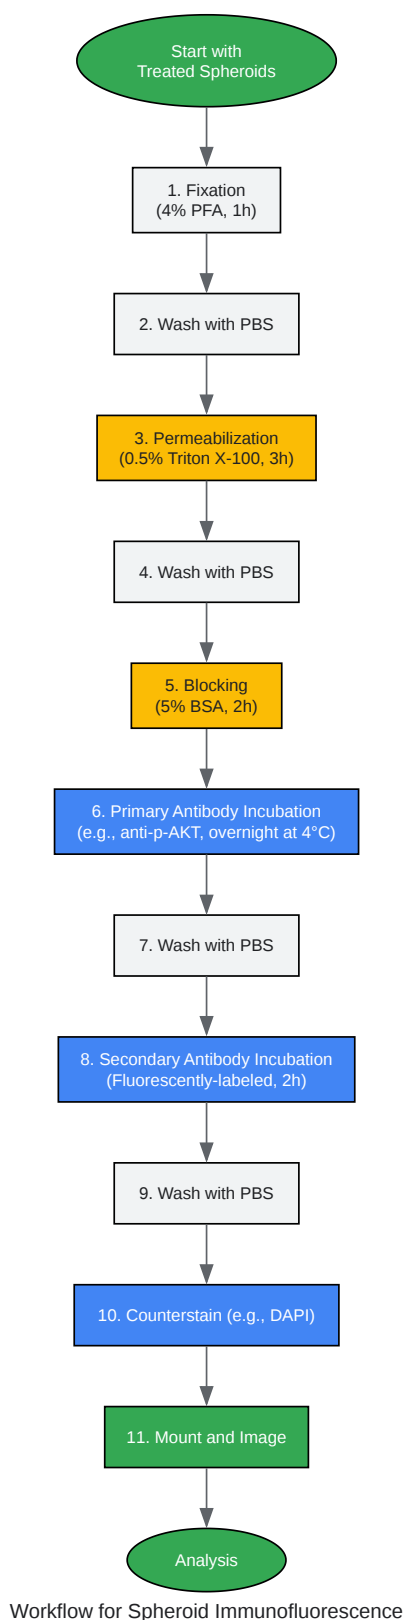 Start with
Treated Spheroids
1. Fixation
(4% PFA, 1h)
2. Wash with PBS
3. Permeabilization
(0.5% Triton X-100, 3h)
4. Wash with PBS
5. Blocking
(5% BSA, 2h)
6. Primary Antibody Incubation
(e.g., anti-p-AKT, overnight at 4°C)
7. Wash with PBS
8. Secondary Antibody Incubation
(Fluorescently-labeled, 2h)
9. Wash with PBS
10. Counterstain (e.g., DAPI)
11. Mount and Image
Analysis
Workflow for Spheroid Immunofluorescence